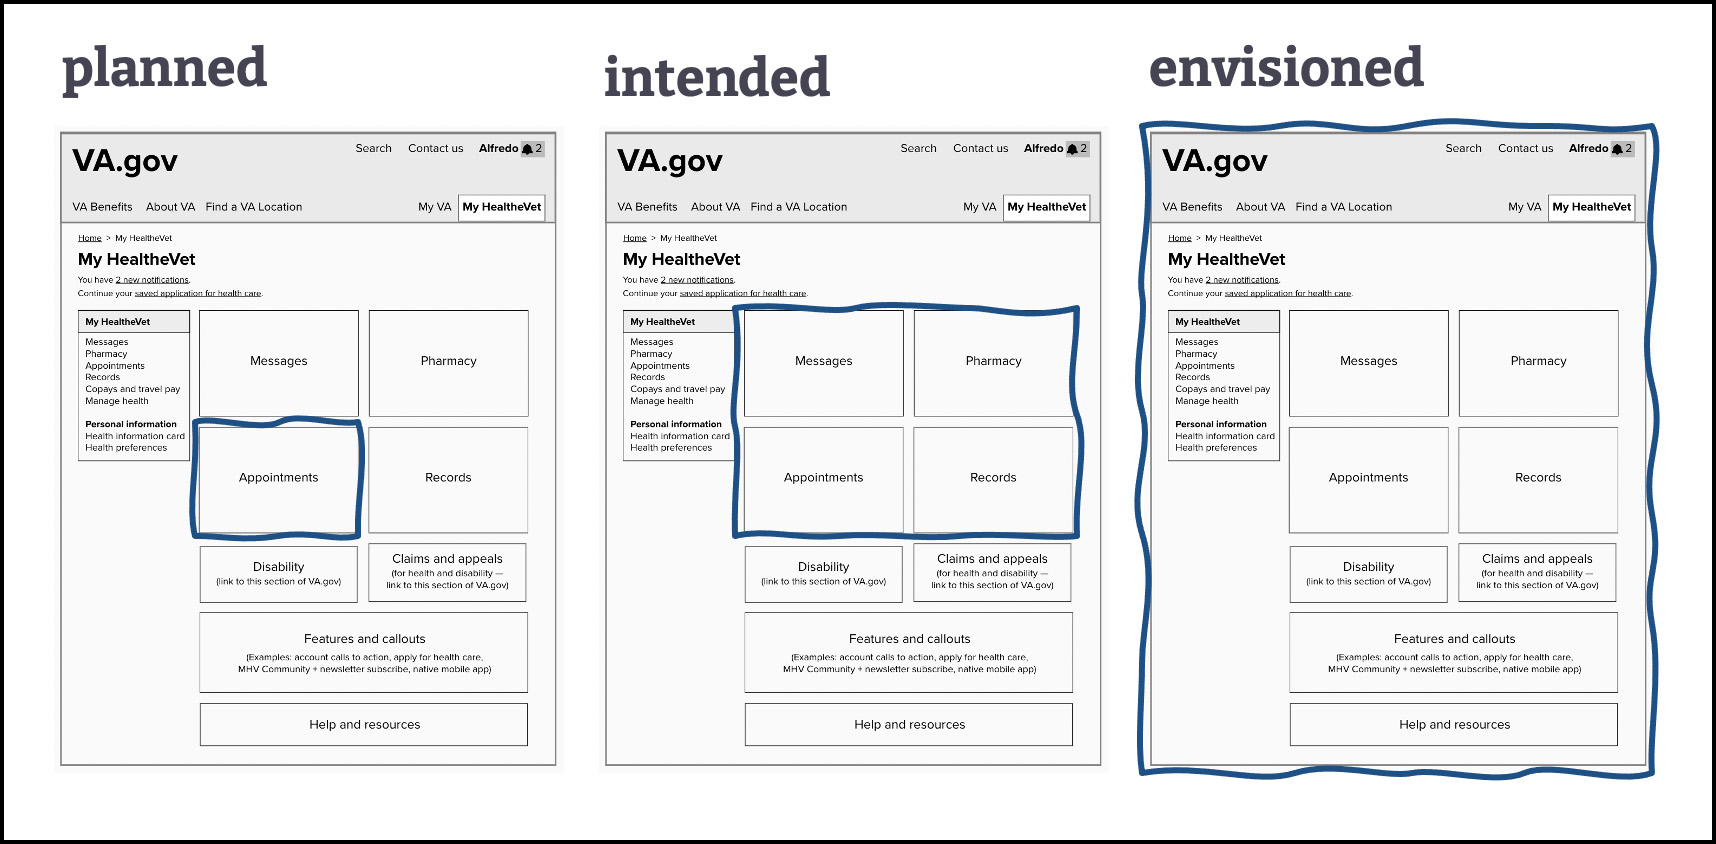 planned
VA.gov
Search Contact us Alfredo 2
VA Benefits About VA Find a VA Location My VA My HealtheVet
Home > My HealtheVet
My HealtheVet
You have 2 new notifications.
Continue your saved application for health care.
My HealtheVet
Messages
Pharmacy
Appointments
Records
Copays and travel pay
Manage health
Personal information
Health information card
Health preferences
Messages
Pharmacy
Appointments
Records
Disability
(link to this section of VA.gov)
Claims and appeals
(for health and disability —
link to this section of VA.gov)
Features and callouts
(Examples: account calls to action, apply for health care,
MHV Community + newsletter subscribe, native mobile app)
Help and resources
intended
VA.gov
Search Contact us Alfredo 2
VA Benefits About VA Find a VA Location My VA My HealtheVet
Home > My HealtheVet
My HealtheVet
You have 2 new notifications.
Continue your saved application for health care.
My HealtheVet
Messages
Pharmacy
Appointments
Records
Copays and travel pay
Manage health
Personal information
Health information card
Health preferences
Messages
Pharmacy
Appointments
Records
Disability
(link to this section of VA.gov)
Claims and appeals
(for health and disability —
link to this section of VA.gov)
Features and callouts
(Examples: account calls to action, apply for health care,
MHV Community + newsletter subscribe, native mobile app)
Help and resources
envisioned
VA.gov
Search Contact us Alfredo 2
VA Benefits About VA Find a VA Location My VA My HealtheVet
Home > My HealtheVet
My HealtheVet
You have 2 new notifications.
Continue your saved application for health care.
My HealtheVet
Messages
Pharmacy
Appointments
Records
Copays and travel pay
Manage health
Personal information
Health information card
Health preferences
Messages
Pharmacy
Appointments
Records
Disability
(link to this section of VA.gov)
Claims and appeals
(for health and disability —
link to this section of VA.gov)
Features and callouts
(Examples: account calls to action, apply for health care,
MHV Community + newsletter subscribe, native mobile app)
Help and resources